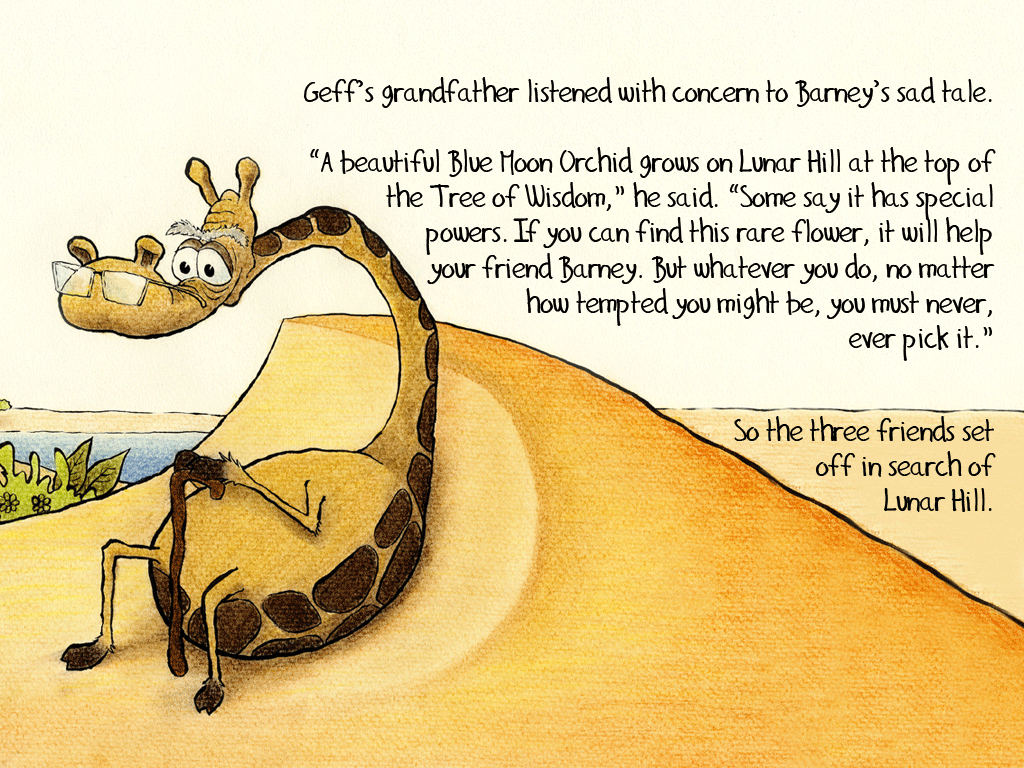 Geff's grandfather listened with concern to Barney's sad tale.
"A beautiful Blue Moon Orchid grows on Lunar Hill at the top of
the Tree of Wisdom," he said. "Some say it has special
powers. If you can find this rare flower, it will help
your friend Barney. But whatever you do, no matter
how tempted you might be, you must never,
ever pick it."
So the three friends set
off in search of
Lunar Hill.